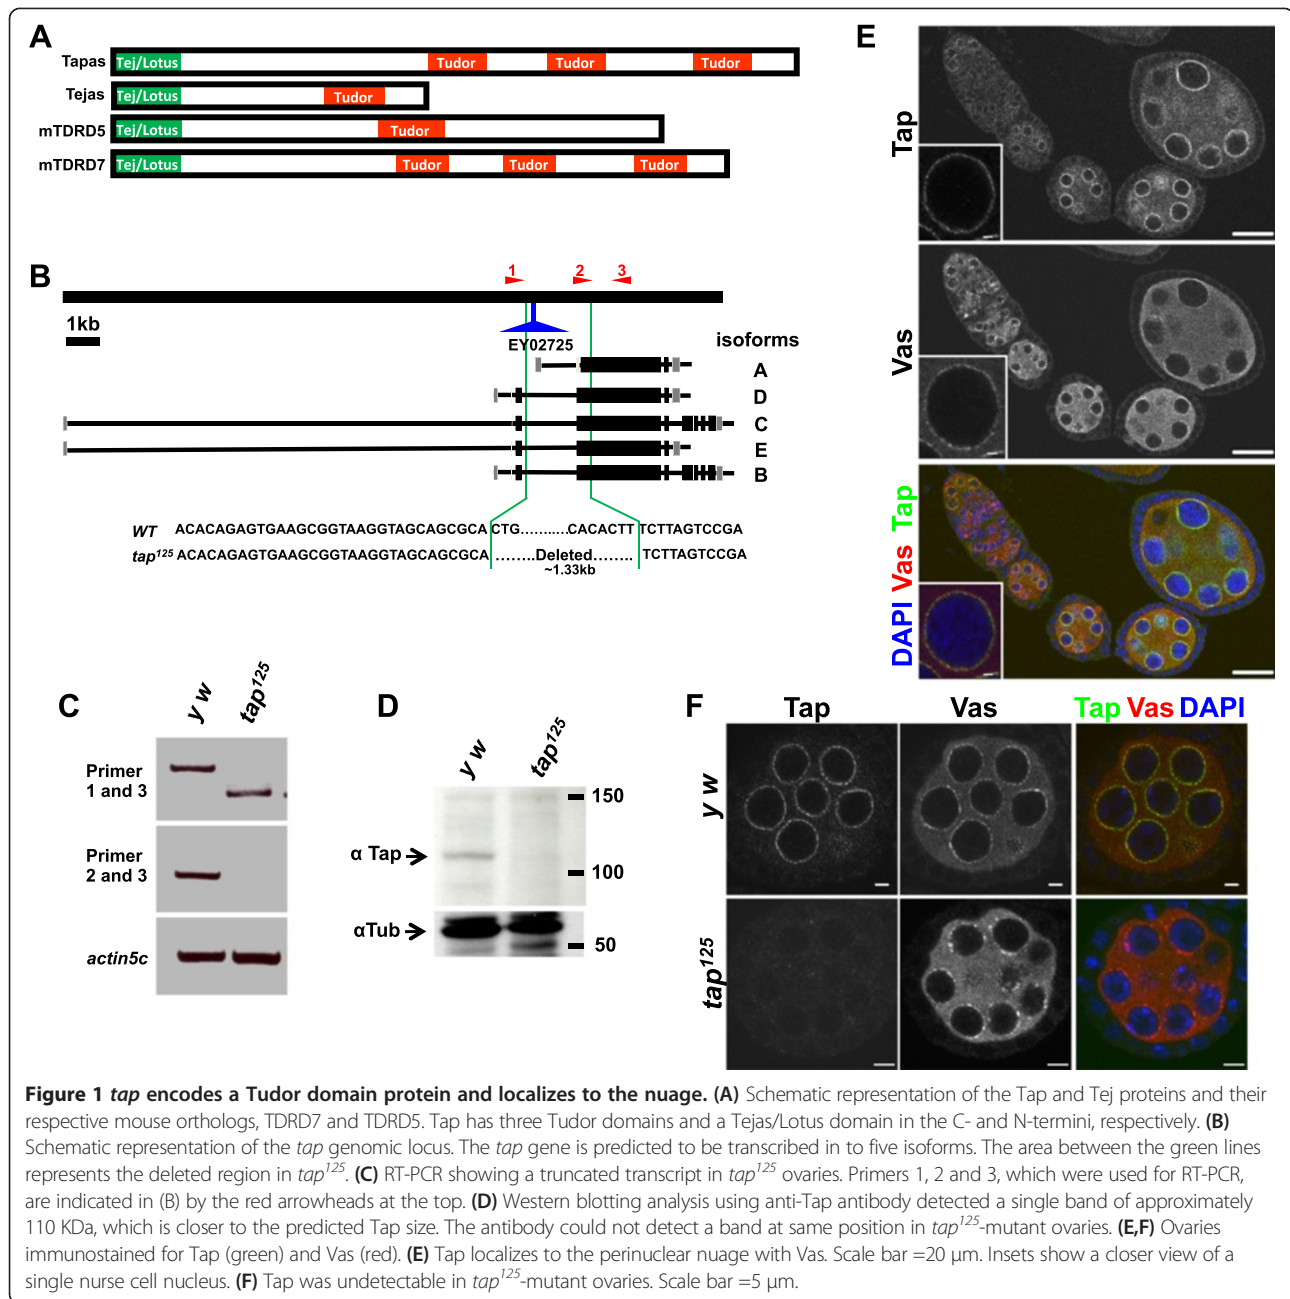 A
Tapas Tej/Lotus Tudor Tudor Tudor
Tejas Tej/Lotus Tudor
mTDRD5 Tej/Lotus Tudor
mTDRD7 Tej/Lotus Tudor Tudor Tudor
B
1 2 3
1kb
EY02725
isoforms
A
D
C
E
B
WT ACACAGAGTGAAGCGGTAAGGTAGCAGCGCA CTG...........CACACTT TCTTAGTCCGA
tap125 ACACAGAGTGAAGCGGTAAGGTAGCAGCGCA ........Deleted........ TCTTAGTCCGA
~1.33kb
C
y w tap125
Primer
1 and 3
Primer
2 and 3
actin5c
D
y w tap125
150
α Tap
100
αTub
50
E
Tap
Vas
DAPI Vas Tap
F
Tap Vas Tap Vas DAPI
y w
tap125
Figure 1 tap encodes a Tudor domain protein and localizes to the nuage. (A) Schematic representation of the Tap and Tej proteins and their
respective mouse orthologs, TDRD7 and TDRD5. Tap has three Tudor domains and a Tejas/Lotus domain in the C- and N-termini, respectively. (B)
Schematic representation of the tap genomic locus. The tap gene is predicted to be transcribed in to five isoforms. The area between the green lines
represents the deleted region in tap125. (C) RT-PCR showing a truncated transcript in tap125 ovaries. Primers 1, 2 and 3, which were used for RT-PCR,
are indicated in (B) by the red arrowheads at the top. (D) Western blotting analysis using anti-Tap antibody detected a single band of approximately
110 KDa, which is closer to the predicted Tap size. The antibody could not detect a band at same position in tap125-mutant ovaries. (E,F) Ovaries
immunostained for Tap (green) and Vas (red). (E) Tap localizes to the perinuclear nuage with Vas. Scale bar =20 μm. Insets show a closer view of a
single nurse cell nucleus. (F) Tap was undetectable in tap125-mutant ovaries. Scale bar =5 μm.